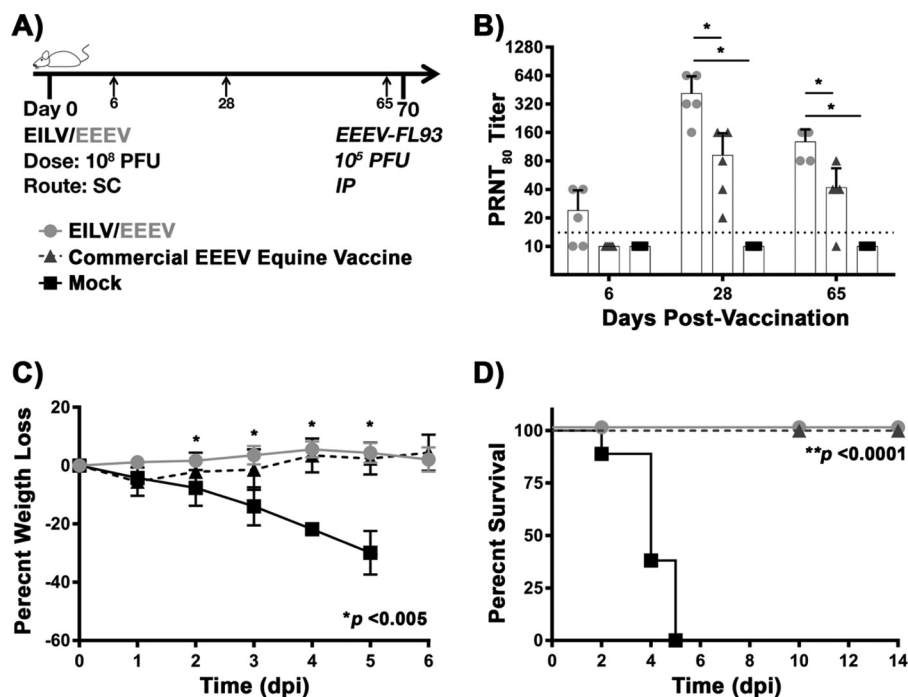 A)
Day 0
6
28
65
70
EILV/EEEV
Dose: 10⁸ PFU
Route: SC
EEEV-FL93
10⁵ PFU
IP
EILV/EEEV
Commercial EEEV Equine Vaccine
Mock
B)
PRNT₈₀ Titer
1280
640
320
160
80
40
20
10
* *
* *
6 28 65
Days Post-Vaccination
C)
Perecnt Weigth Loss
20
0
-20
-40
-60
* * * *
*p <0.005
0 1 2 3 4 5 6
Time (dpi)
D)
Perecnt Survival
100
75
50
25
0
**p <0.0001
0 2 4 6 8 10 12 14
Time (dpi)